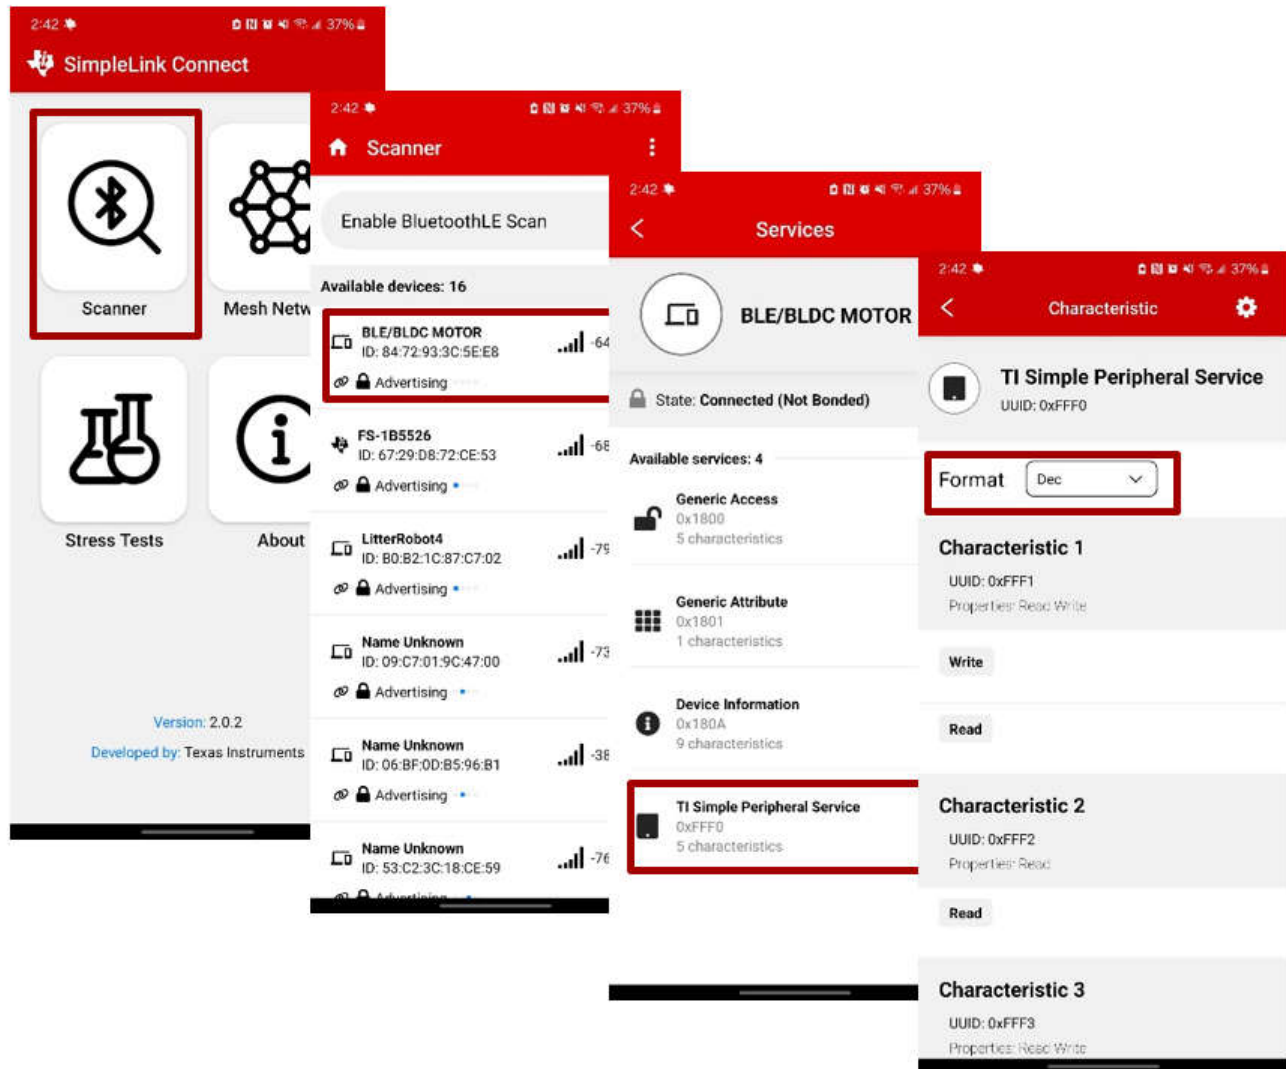 2:42
37%
SimpleLink Connect
Scanner
Mesh Netw
Stress Tests
About
Version: 2.0.2
Developed by: Texas Instruments
2:42
37%
Scanner
Enable BluetoothLE Scan
Available devices: 16
BLE/BLDC MOTOR
ID: 84:72:93:3C:5E:E8
-64
Advertising
FS-1B5526
ID: 67:29:D8:72:CE:53
-68
Advertising
LitterRobot4
ID: B0:B2:1C:87:C7:02
-79
Advertising
Name Unknown
ID: 09:C7:01:9C:47:00
-73
Advertising
Name Unknown
ID: 06:BF:0D:B5:96:B1
-38
Advertising
Name Unknown
ID: 53:C2:3C:18:CE:59
-76
Advertising
2:42
37%
Services
BLE/BLDC MOTOR
State: Connected (Not Bonded)
Available services: 4
Generic Access
0x1800
5 characteristics
Generic Attribute
0x1801
1 characteristics
Device Information
0x180A
9 characteristics
TI Simple Peripheral Service
0xFFF0
5 characteristics
2:42
37%
Characteristic
TI Simple Peripheral Service
UUID: 0xFFF0
Format
Dec
Characteristic 1
UUID: 0xFFF1
Properties: Read Write
Write
Read
Characteristic 2
UUID: 0xFFF2
Properties: Read
Read
Characteristic 3
UUID: 0xFFF3
Properties: Read Write